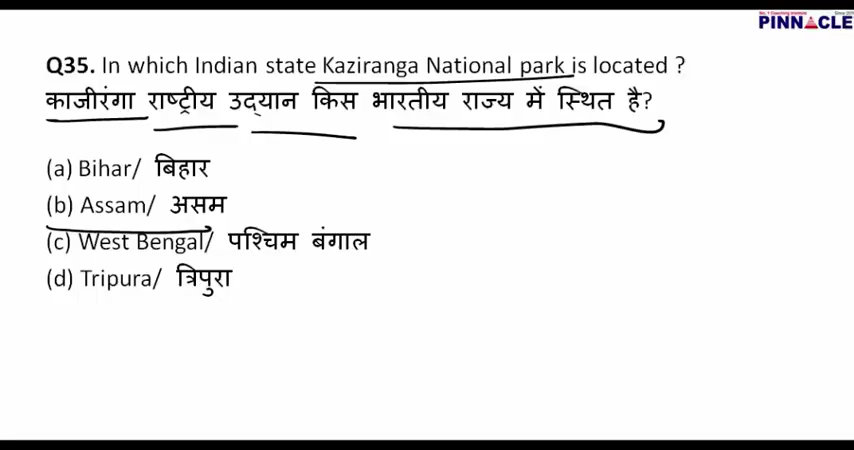 PINNACLE
Q35. In which Indian state Kaziranga National park is located ?
काजीरंगा राष्ट्रीय उद्यान किस भारतीय राज्य में स्थित है?
(a) Bihar/ बिहार
(b) Assam/ असम
(c) West Bengal/ पश्चिम बंगाल
(d) Tripura/ त्रिपुरा